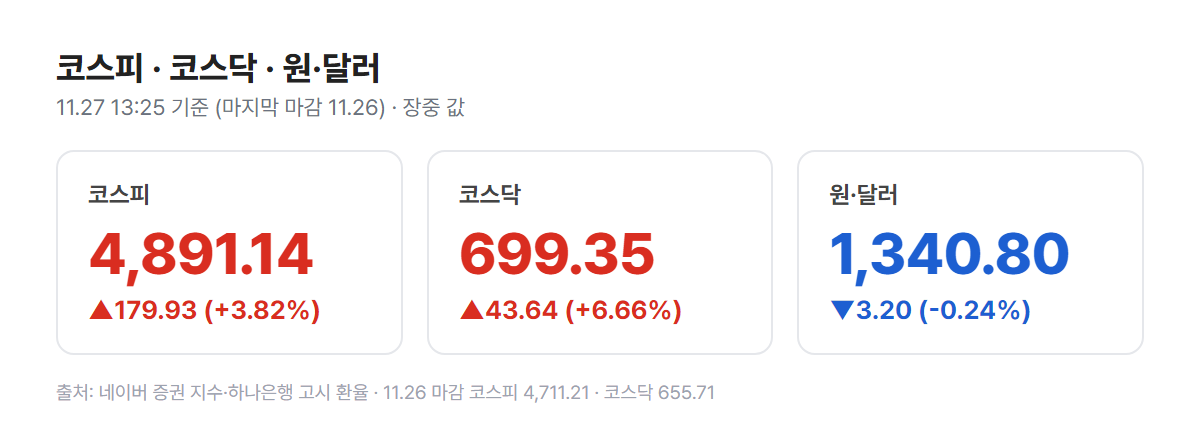 코스피 · 코스닥 · 원·달러
11.27 13:25 기준 (마지막 마감 11.26) · 장중 값
코스피
4,891.14
▲179.93 (+3.82%)
코스닥
699.35
▲43.64 (+6.66%)
원·달러
1,340.80
▼3.20 (-0.24%)
출처: 네이버 증권 지수·하나은행 고시 환율 · 11.26 마감 코스피 4,711.21 · 코스닥 655.71